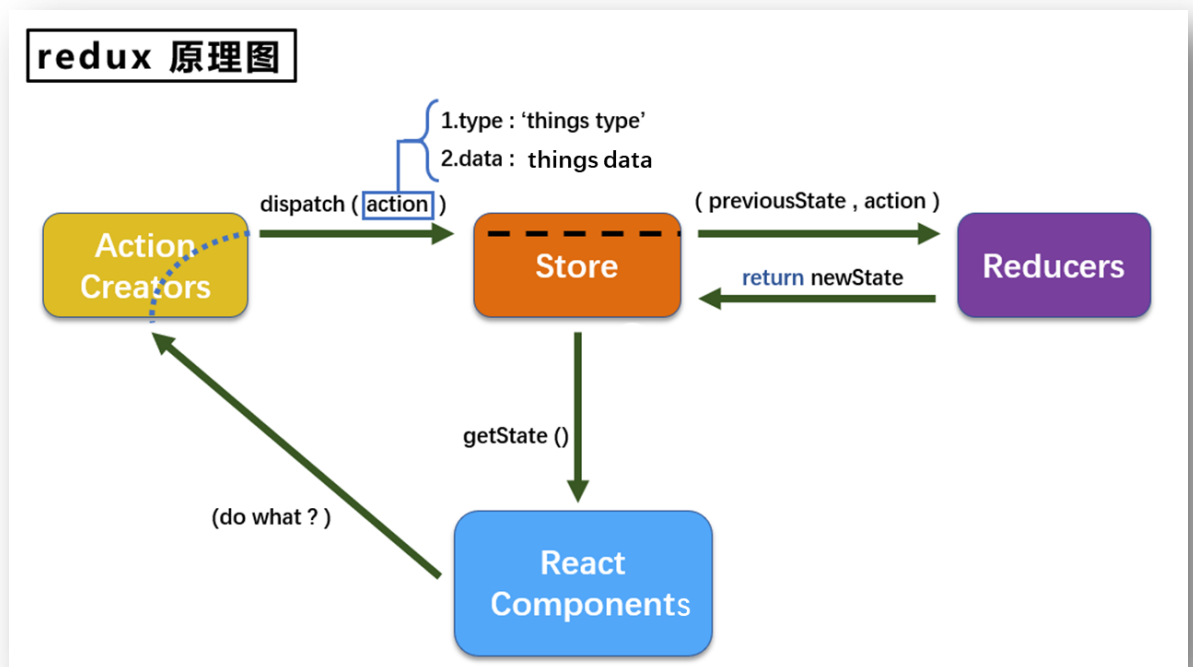 redux 原理图
1.type : ‘things type’
2.data : things data
dispatch ( action )
( previousState , action )
Action
Creators
Store
Reducers
return newState
getState ()
(do what ? )
React
Components